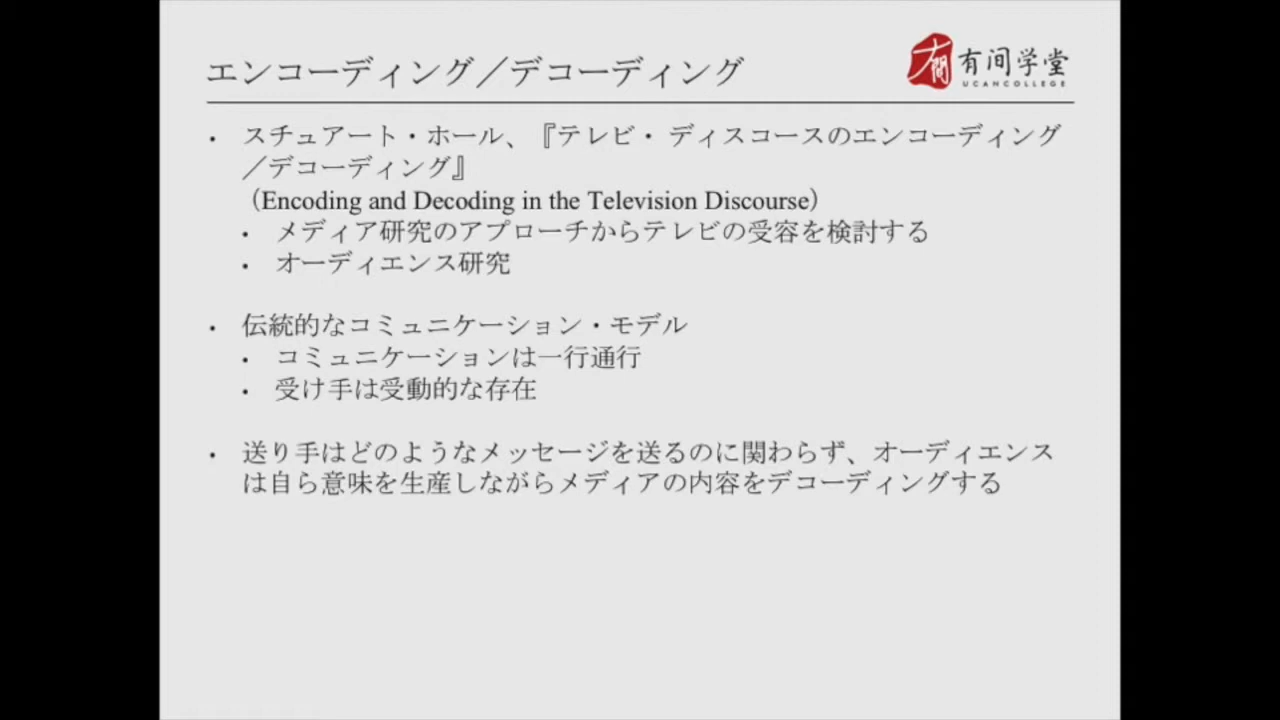 エンコーディング／デコーディング
有間
有间学堂
UCANCOLLEGE
・ スチュアート・ホール、『テレビ・ ディスコースのエンコーディング
／デコーディング』
（Encoding and Decoding in the Television Discourse）
・ メディア研究のアプローチからテレビの受容を検討する
・ オーディエンス研究
・ 伝統的なコミュニケーション・モデル
・ コミュニケーションは一行通行
・ 受け手は受動的な存在
・ 送り手はどのようなメッセージを送るのに関わらず、オーディエンス
は自ら意味を生産しながらメディアの内容をデコーディングする